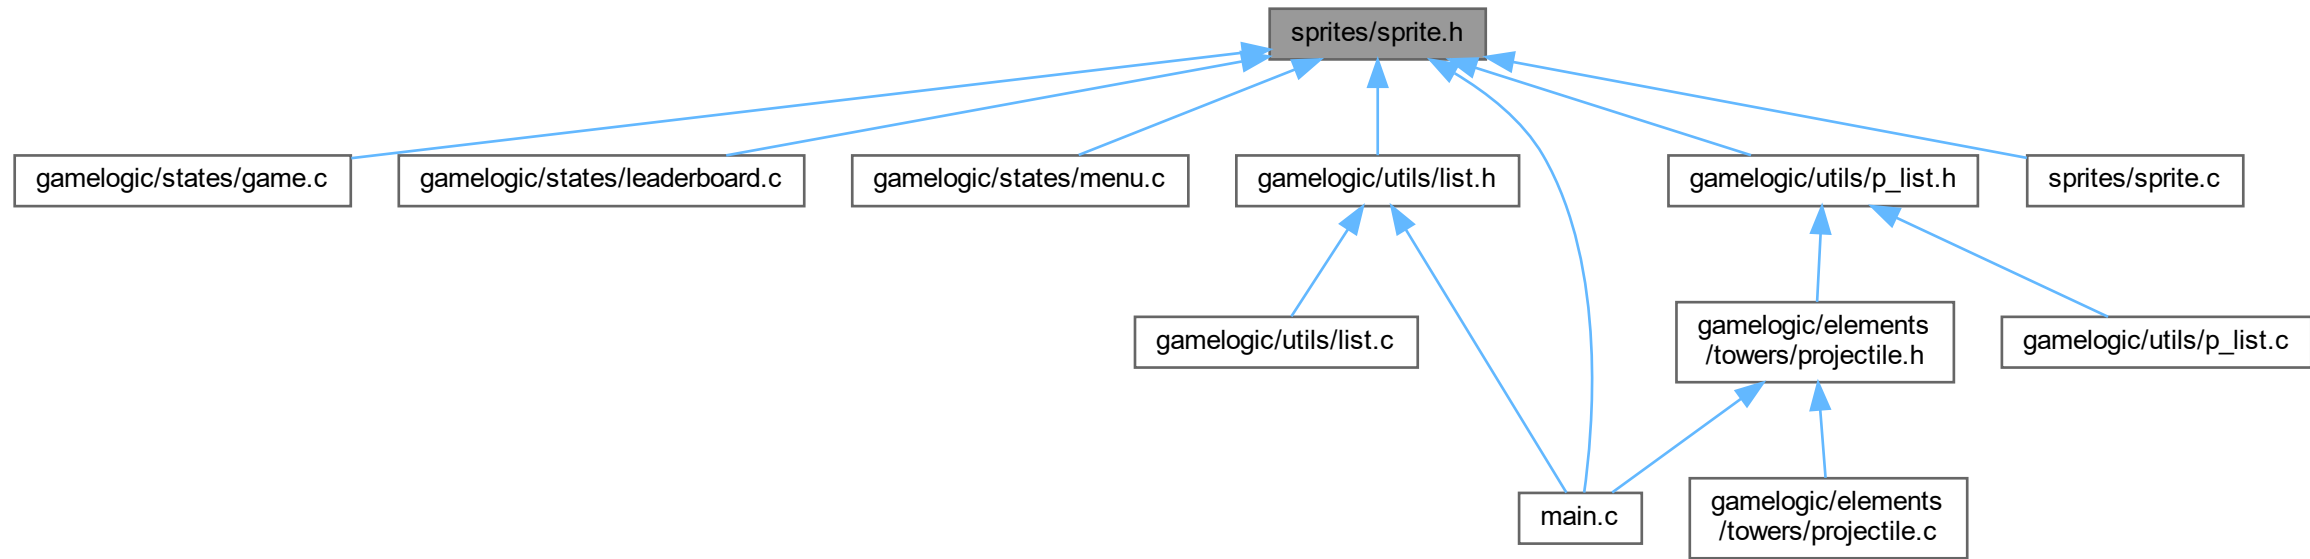 sprites/sprite.h
gamelogic/states/game.c
gamelogic/states/leaderboard.c
gamelogic/states/menu.c
gamelogic/utils/list.h
gamelogic/utils/p_list.h
sprites/sprite.c
gamelogic/utils/list.c
gamelogic/elements
/towers/projectile.h
gamelogic/utils/p_list.c
main.c
gamelogic/elements
/towers/projectile.c